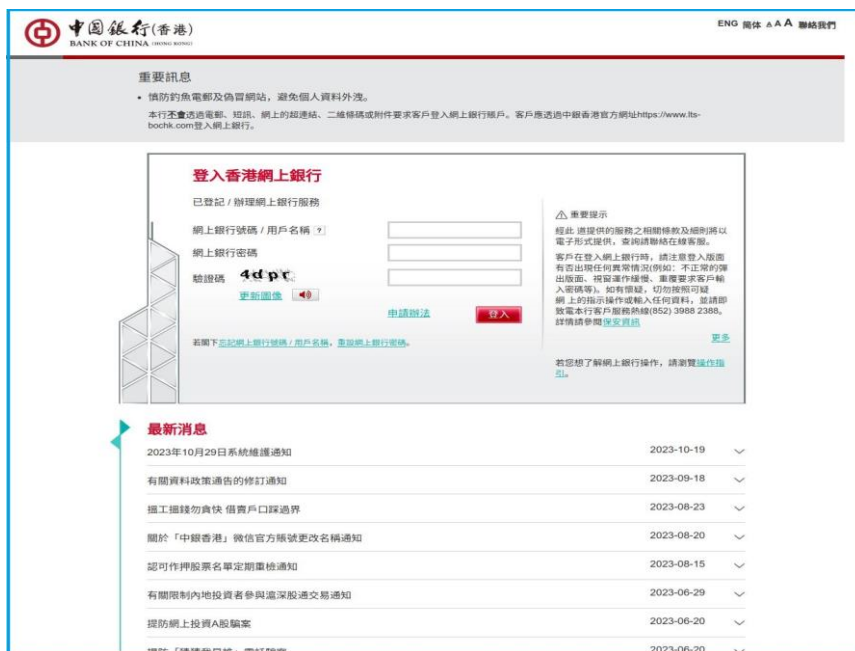 中國銀行(香港)
BANK OF CHINA (HONG KONG)
ENG 简体 A A A 聯絡我們
重要訊息
• 慎防釣魚電郵及偽冒網站，避免個人資料外洩。
本行不會透過電郵、短訊、網上的超連結、二維條碼或附件要求客戶登入網上銀行賬戶。客戶應透過中銀香港官方網址https://www.lts-
bochk.com登入網上銀行。
登入香港網上銀行
已登記 / 辦理網上銀行服務
網上銀行號碼 / 用戶名稱 ?
網上銀行密碼
驗證碼 4dpr
更新圖像
申請辦法
登入
若閣下忘記網上銀行號碼 / 用戶名稱，重設網上銀行密碼。
重要提示
經此 道提供的服務之相關條款及細則將以
電子形式提供，查詢請聯絡在線客服。
客戶在登入網上銀行時，請注意登入版面
有否出現任何異常情況(例如：不正常的彈
出版面、視窗運作緩慢、重覆要求客戶輸
入密碼等)。如有懷疑，切勿按照可疑
網 上的指示操作或輸入任何資料，並請即
致電本行客戶服務熱線(852) 3988 2388。
詳情請參閱保安資訊
更多
若您想了解網上銀行操作，請瀏覽操作指
引。
最新消息
2023年10月29日系統維護通知 2023-10-19
有關資料政策通告的修訂通知 2023-09-18
搵工搵錢勿貪快 借賣戶口踩過界 2023-08-23
關於「中銀香港」微信官方賬號更改名稱通知 2023-08-20
認可作押股票名單定期重檢通知 2023-08-15
有關限制內地投資者參與滬深股通交易通知 2023-06-29
提防網上投資A股騙案 2023-06-20
2023-06-20